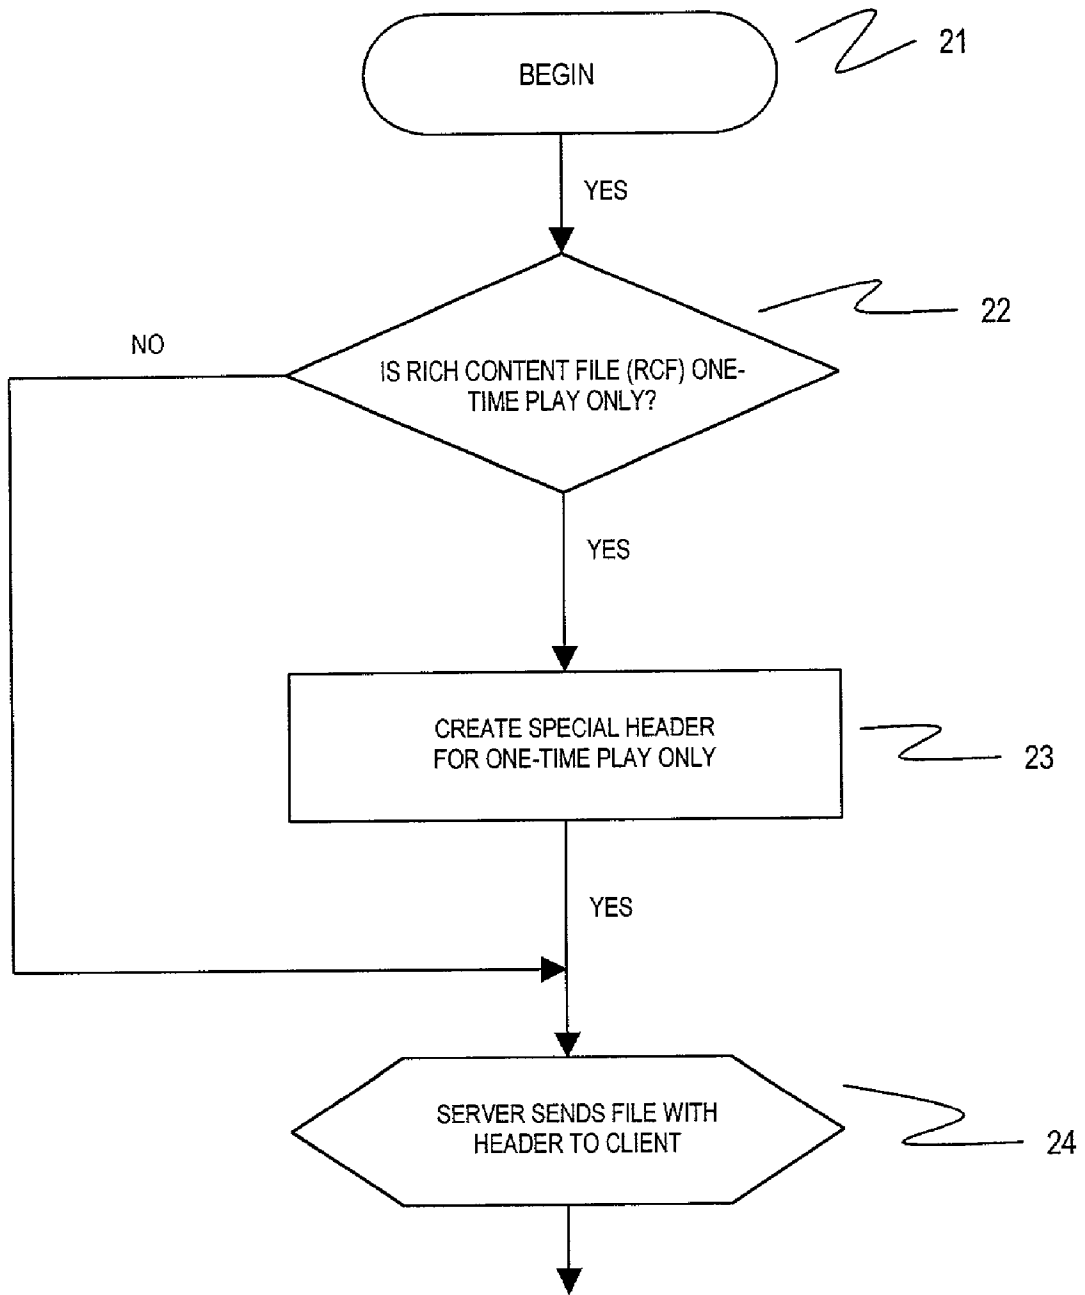 BEGIN
21
YES
22
NO
IS RICH CONTENT FILE (RCF) ONE-
TIME PLAY ONLY?
YES
CREATE SPECIAL HEADER
FOR ONE-TIME PLAY ONLY
23
YES
SERVER SENDS FILE WITH
HEADER TO CLIENT
24